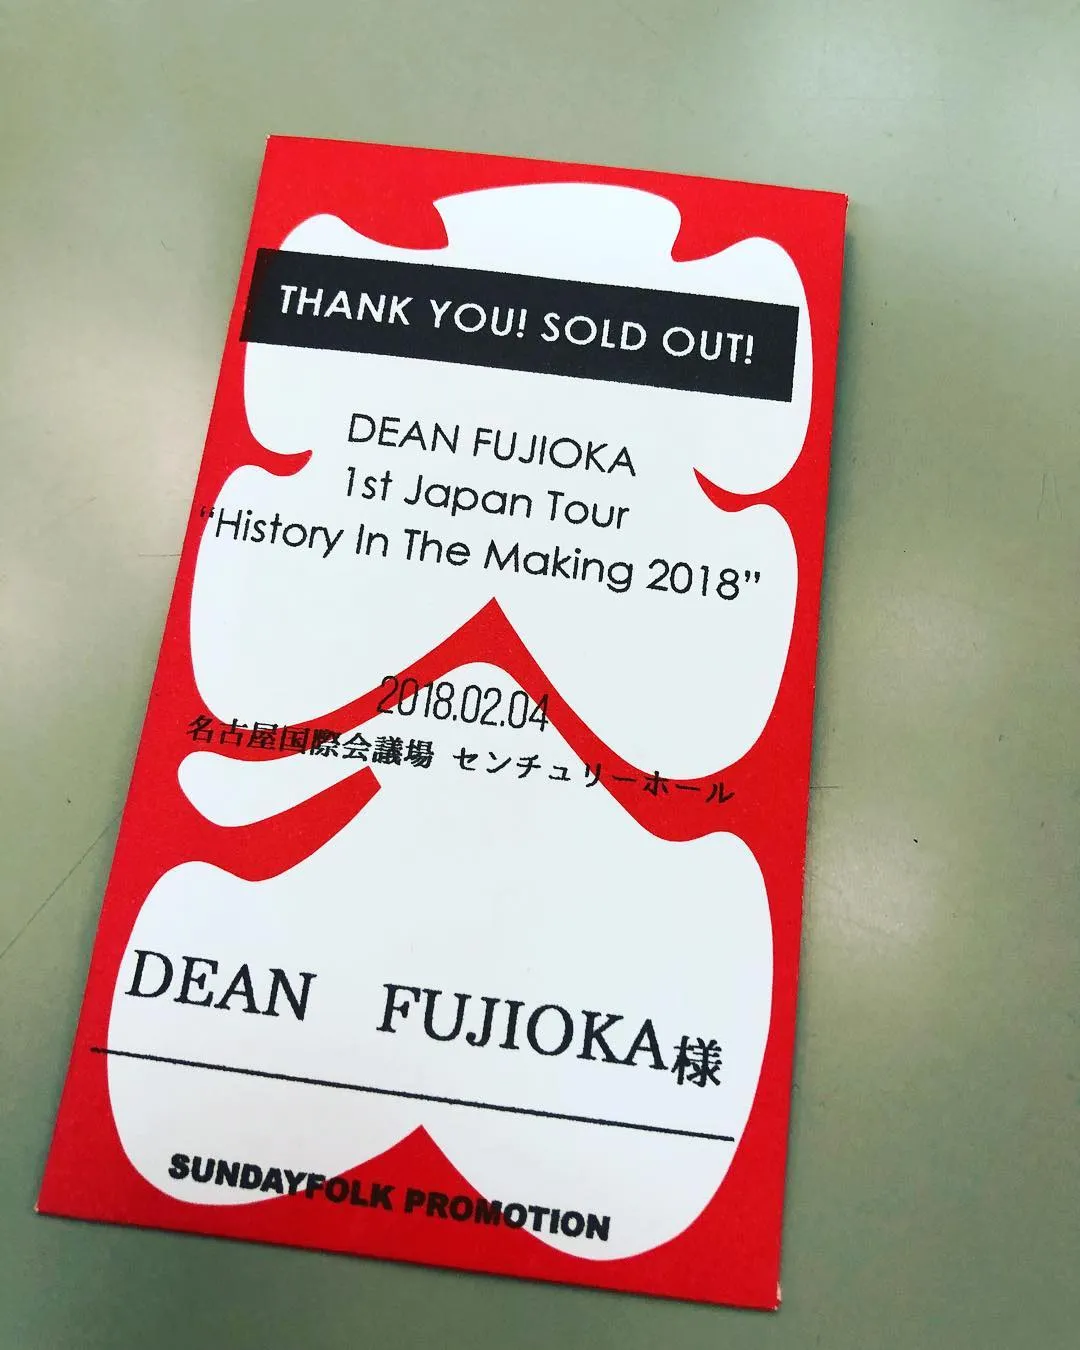 THANK YOU! SOLD OUT!
DEAN FUJIOKA
1st Japan Tour
“History In The Making 2018”
2018.02.04
名古屋国際会議場 センチュリーホール
DEAN　FUJIOKA様
SUNDAYFOLK PROMOTION